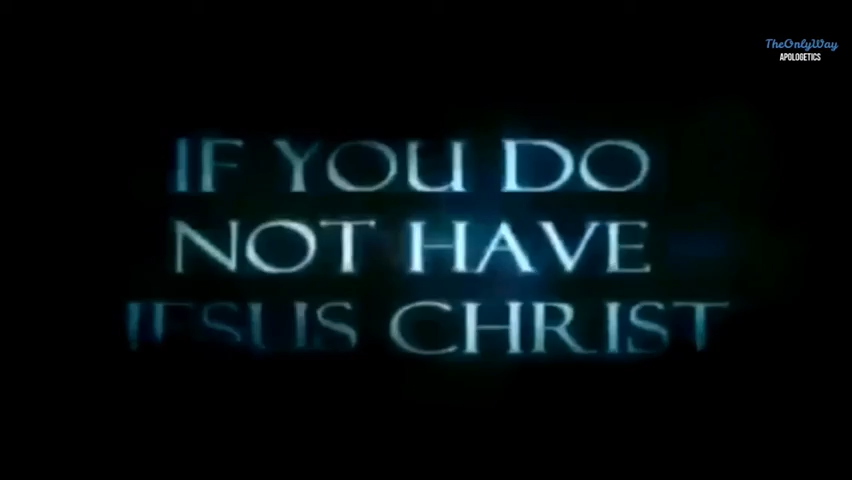 TheOnlyWay
APOLOGETICS
IF YOU DO
NOT HAVE
JESUS CHRIST